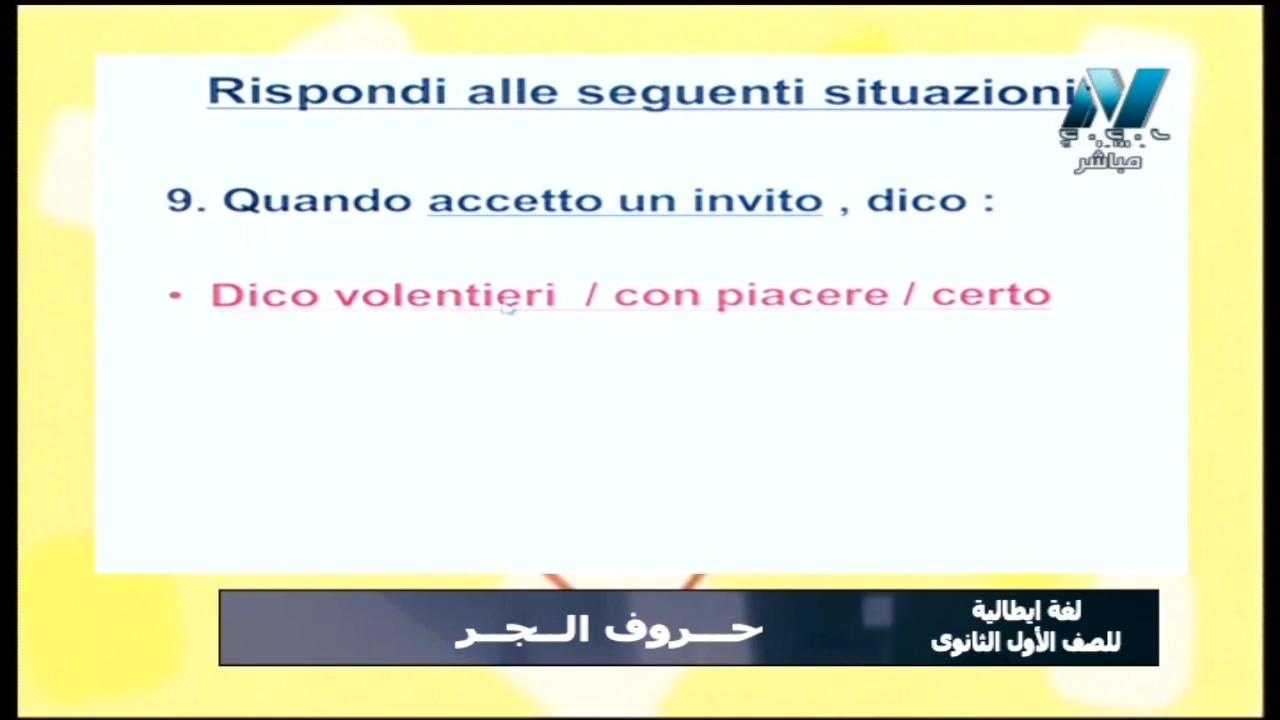 Rispondi alle seguenti situazioni
مباشر
9. Quando accetto un invito , dico :
• Dico volentieri / con piacere / certo
حـــروف الــجــر
لغة ايطالية
للصف الأول الثانوى